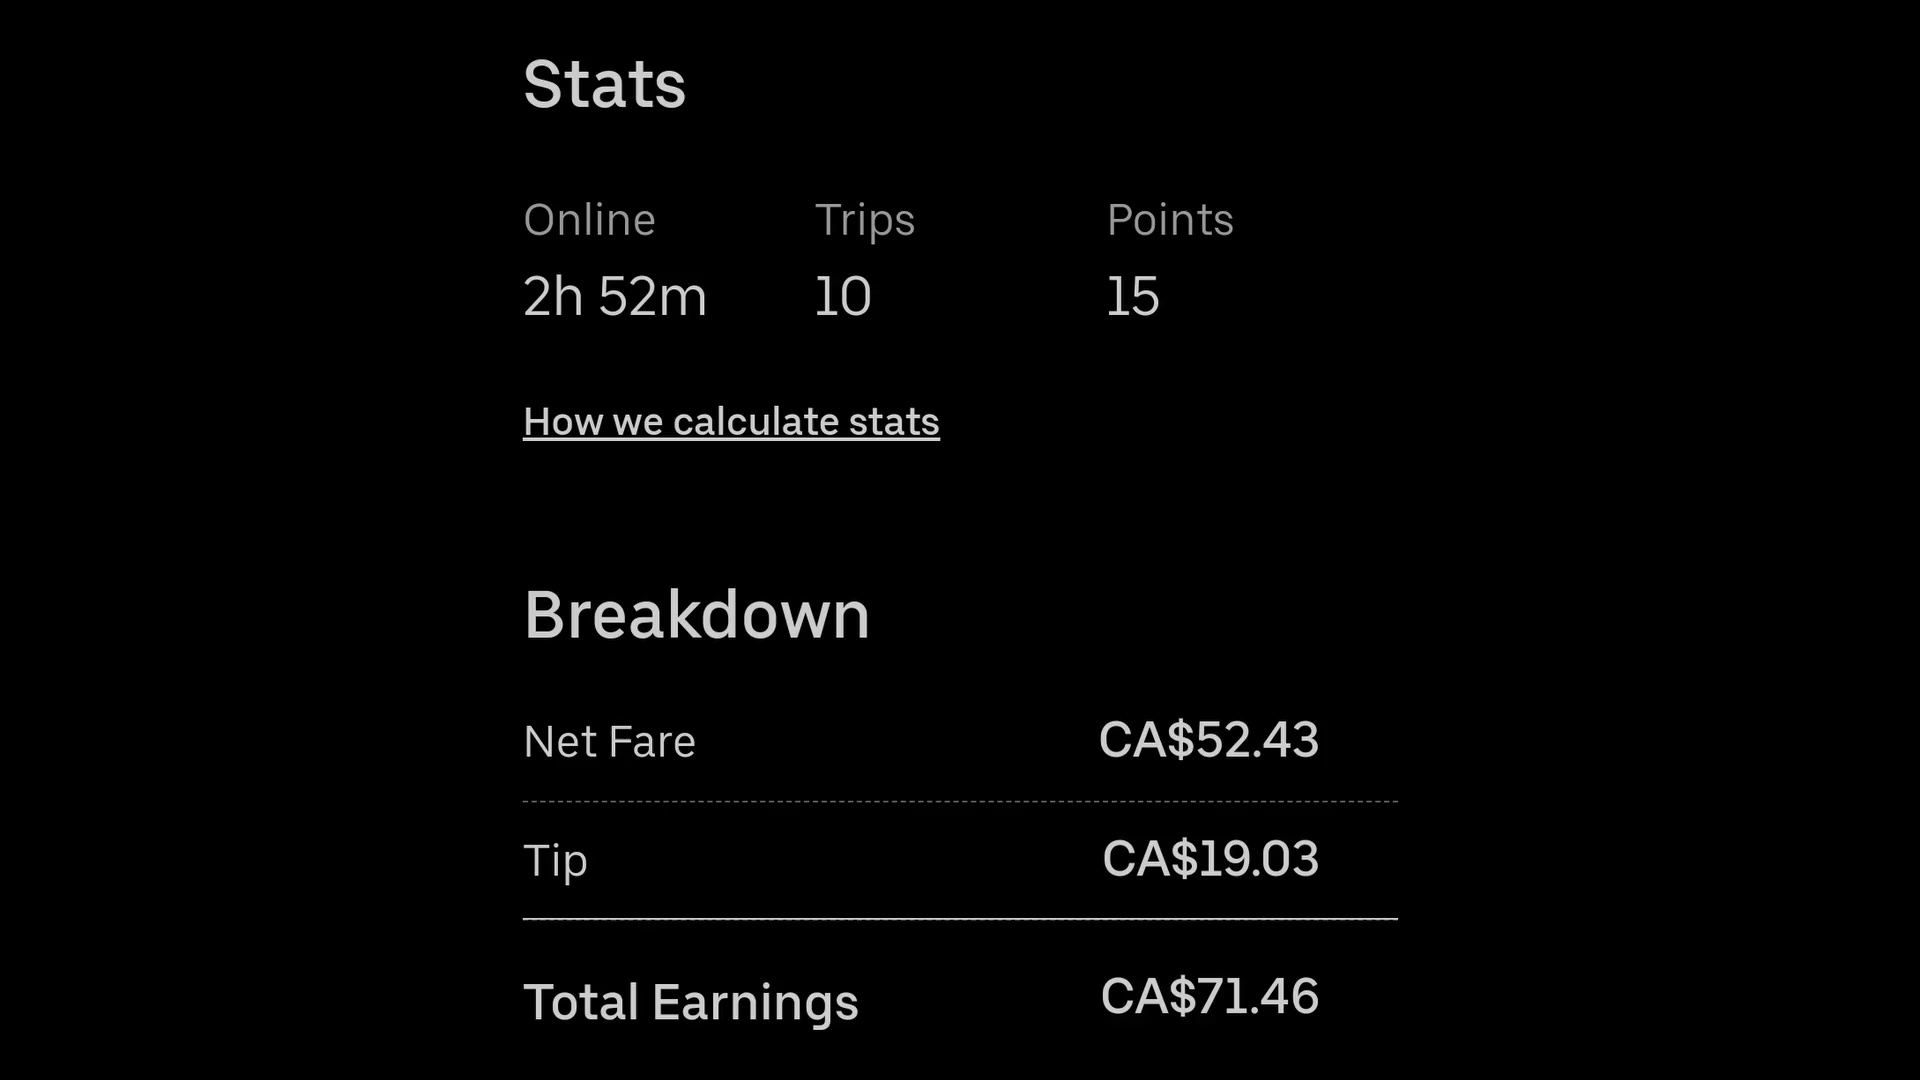 Stats
Online Trips Points
2h 52m 10 15
How we calculate stats
Breakdown
Net Fare CA$52.43
Tip CA$19.03
Total Earnings CA$71.46